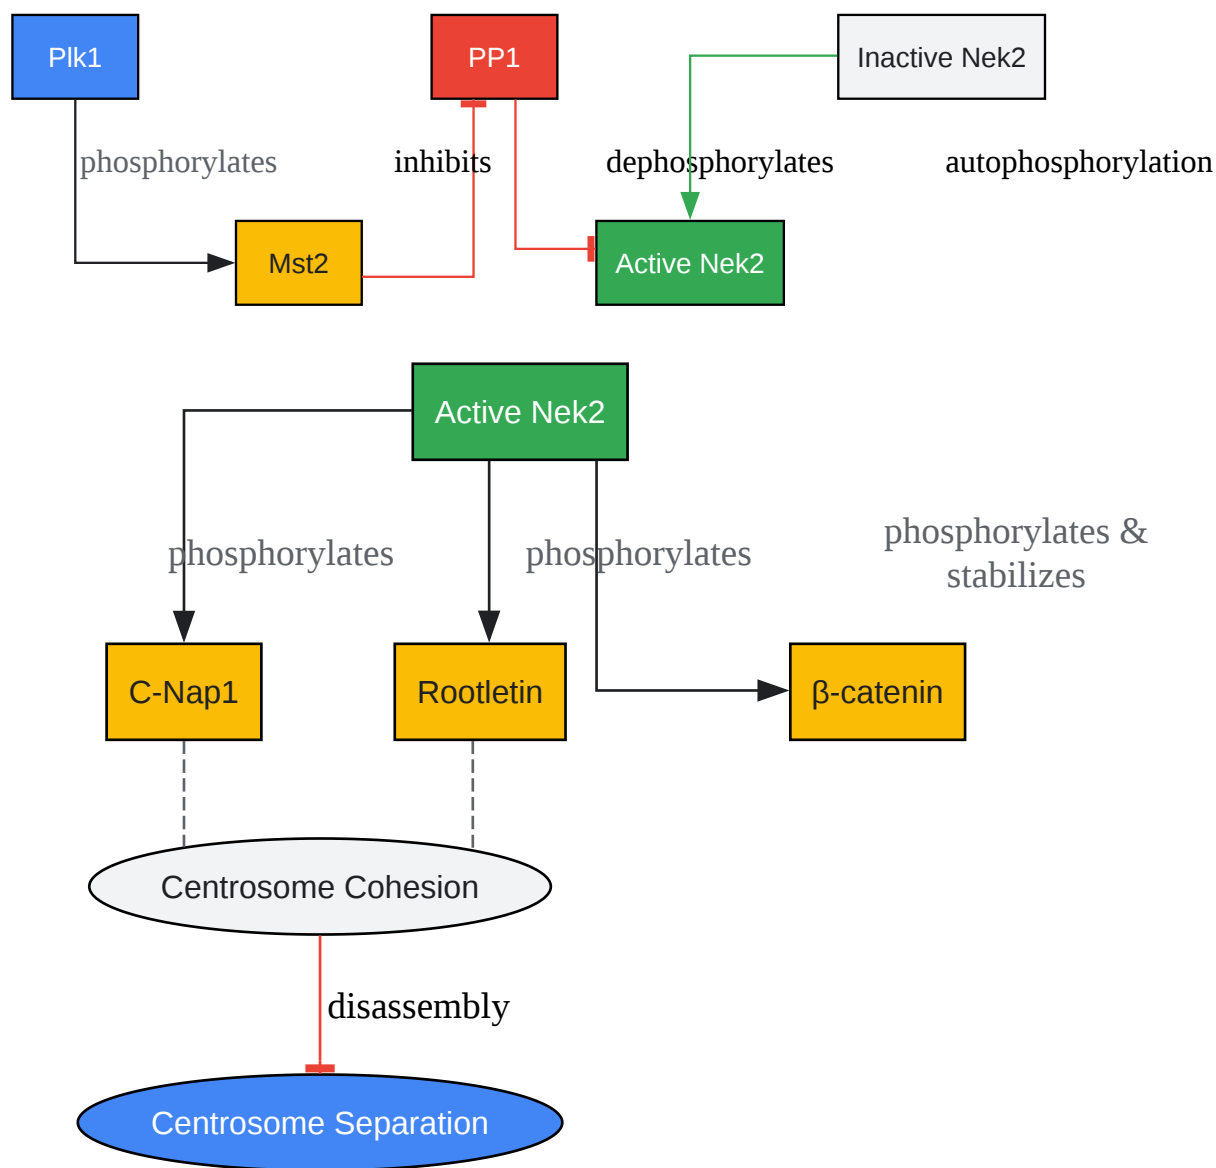 Plk1
PP1
Inactive Nek2
phosphorylates
inhibits
dephosphorylates
autophosphorylation
Mst2
Active Nek2
Active Nek2
phosphorylates
phosphorylates
phosphorylates &
stabilizes
C-Nap1
Rootletin
β-catenin
Centrosome Cohesion
disassembly
Centrosome Separation